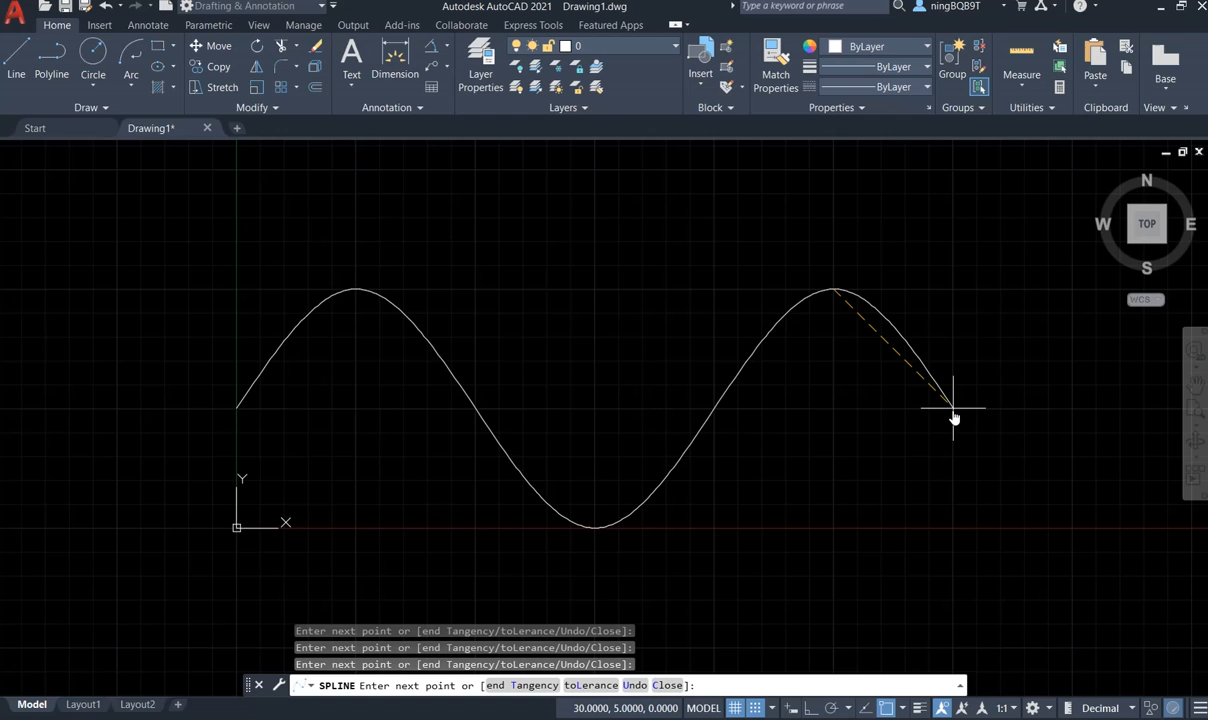 Drafting & Annotation
Autodesk AutoCAD 2021 Drawing1.dwg
Type a keyword or phrase
ningBQB9T
Home Insert Annotate Parametric View Manage Output Add-ins Collaborate Express Tools Featured Apps
Line Polyline Circle Arc
Move
Copy
Stretch
Text Dimension
Layer Properties
0
Insert
Match Properties
ByLayer
ByLayer
ByLayer
Group
Measure
Paste
Base
Draw Modify Annotation Layers Block Properties Groups Utilities Clipboard View
Start Drawing1*
N
W TOP E
S
WCS
Y
X
Enter next point or [end Tangency/toLerance/Undo/Close]:
Enter next point or [end Tangency/toLerance/Undo/Close]:
Enter next point or [end Tangency/toLerance/Undo/Close]:
SPLINE Enter next point or [end Tangency toLerance Undo Close]:
Model Layout1 Layout2 +
30.0000, 5.0000, 0.0000 MODEL 1:1 Decimal